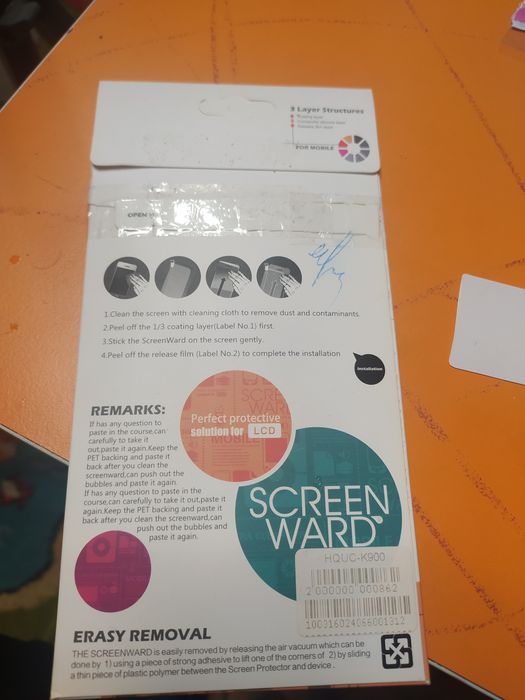 3 Layer Structures
FOR MOBILE
OPEN
1.Clean the screen with cleaning cloth to remove dust and contaminants.
2.Peel off the 1/3 coating layer(Label No.1) first.
3.Stick the ScreenWard on the screen gently.
4.Peel off the release film (Label No.2) to complete the installation
Installation
REMARKS:
If has any question to
paste in the course,can
carefully to take it
out,paste it again.Keep the
PET backing and paste it
back after you clean the
screenward,can push out the
bubbles and paste it again.
If has any question to paste in the
course,can carefully to take it out,paste it
again.Keep the PET backing and paste it
back after you clean the screenward,can
push out the bubbles and
paste it again.
Perfect protective
solution for LCD
SCREEN
WARD
HQUC-K900
2 000000 000862
100316024066001312
ERASY REMOVAL
THE SCREENWARD is easily removed by releasing the air vacuum which can be
done by 1) using a piece of strong adhesive to lift one of the corners of 2) by sliding
a thin piece of plastic polymer between the Screen Protector and device .